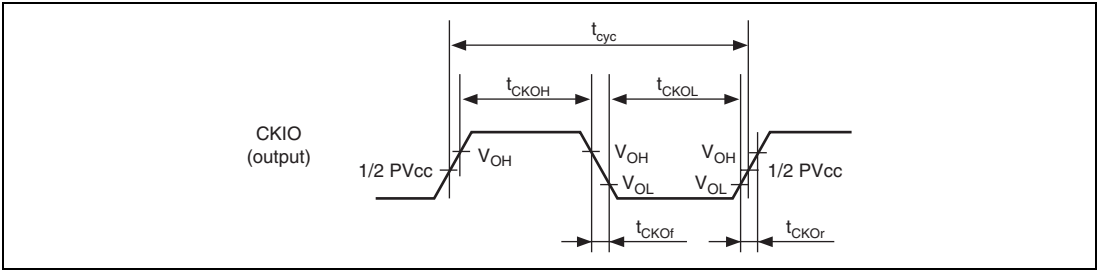 t_cyc
t_CKOH t_CKOL
CKIO
(output)
1/2 PVcc V_OH V_OH V_OH 1/2 PVcc
V_OL V_OL
t_CKOf t_CKOr